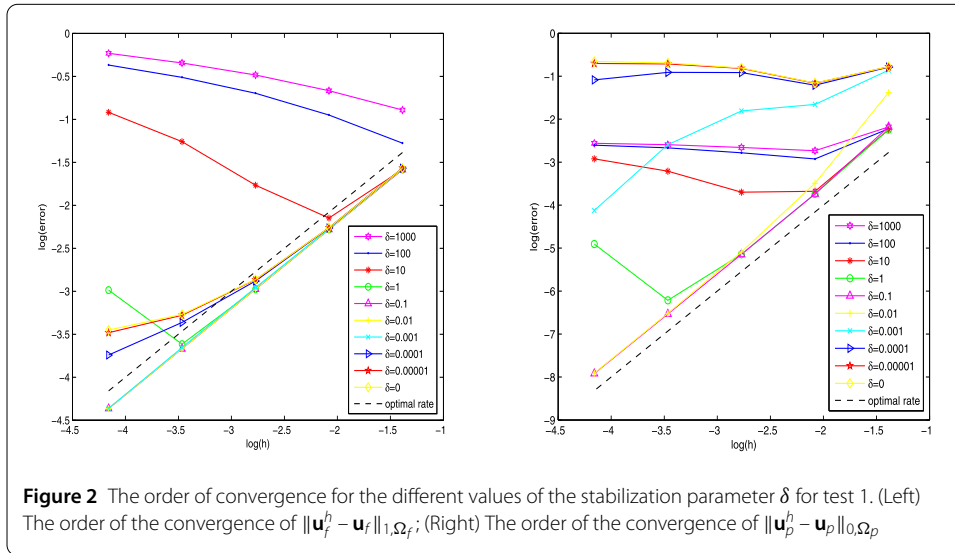 0
−0.5
−1
−1.5
−2
−2.5
−3
−3.5
−4
−4.5
log(error)
−4.5 −4 −3.5 −3 −2.5 −2 −1.5 −1
log(h)
δ=1000
δ=100
δ=10
δ=1
δ=0.1
δ=0.01
δ=0.001
δ=0.0001
δ=0.00001
δ=0
optimal rate
0
−1
−2
−3
−4
−5
−6
−7
−8
−9
log(error)
−4.5 −4 −3.5 −3 −2.5 −2 −1.5 −1
log(h)
δ=1000
δ=100
δ=10
δ=1
δ=0.1
δ=0.01
δ=0.001
δ=0.0001
δ=0.00001
δ=0
optimal rate
Figure 2 The order of convergence for the different values of the stabilization parameter δ for test 1. (Left)
The order of the convergence of ‖u_f^h – u_f‖_{1,Ω_f}; (Right) The order of the convergence of ‖u_p^h – u_p‖_{0,Ω_p}